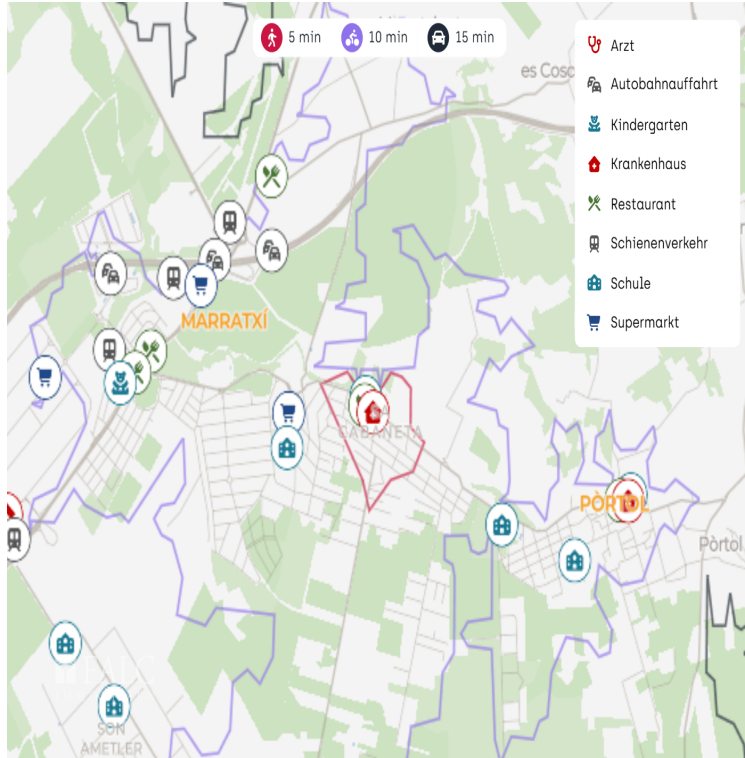 5 min
10 min
15 min
es Cosc
Arzt
Autobahnauffahrt
Kindergarten
Krankenhaus
Restaurant
Schienenverkehr
Schule
Supermarkt
MARRATXÍ
CABANETA
PÒRTOL
Pòrtol
SON
AMETLER